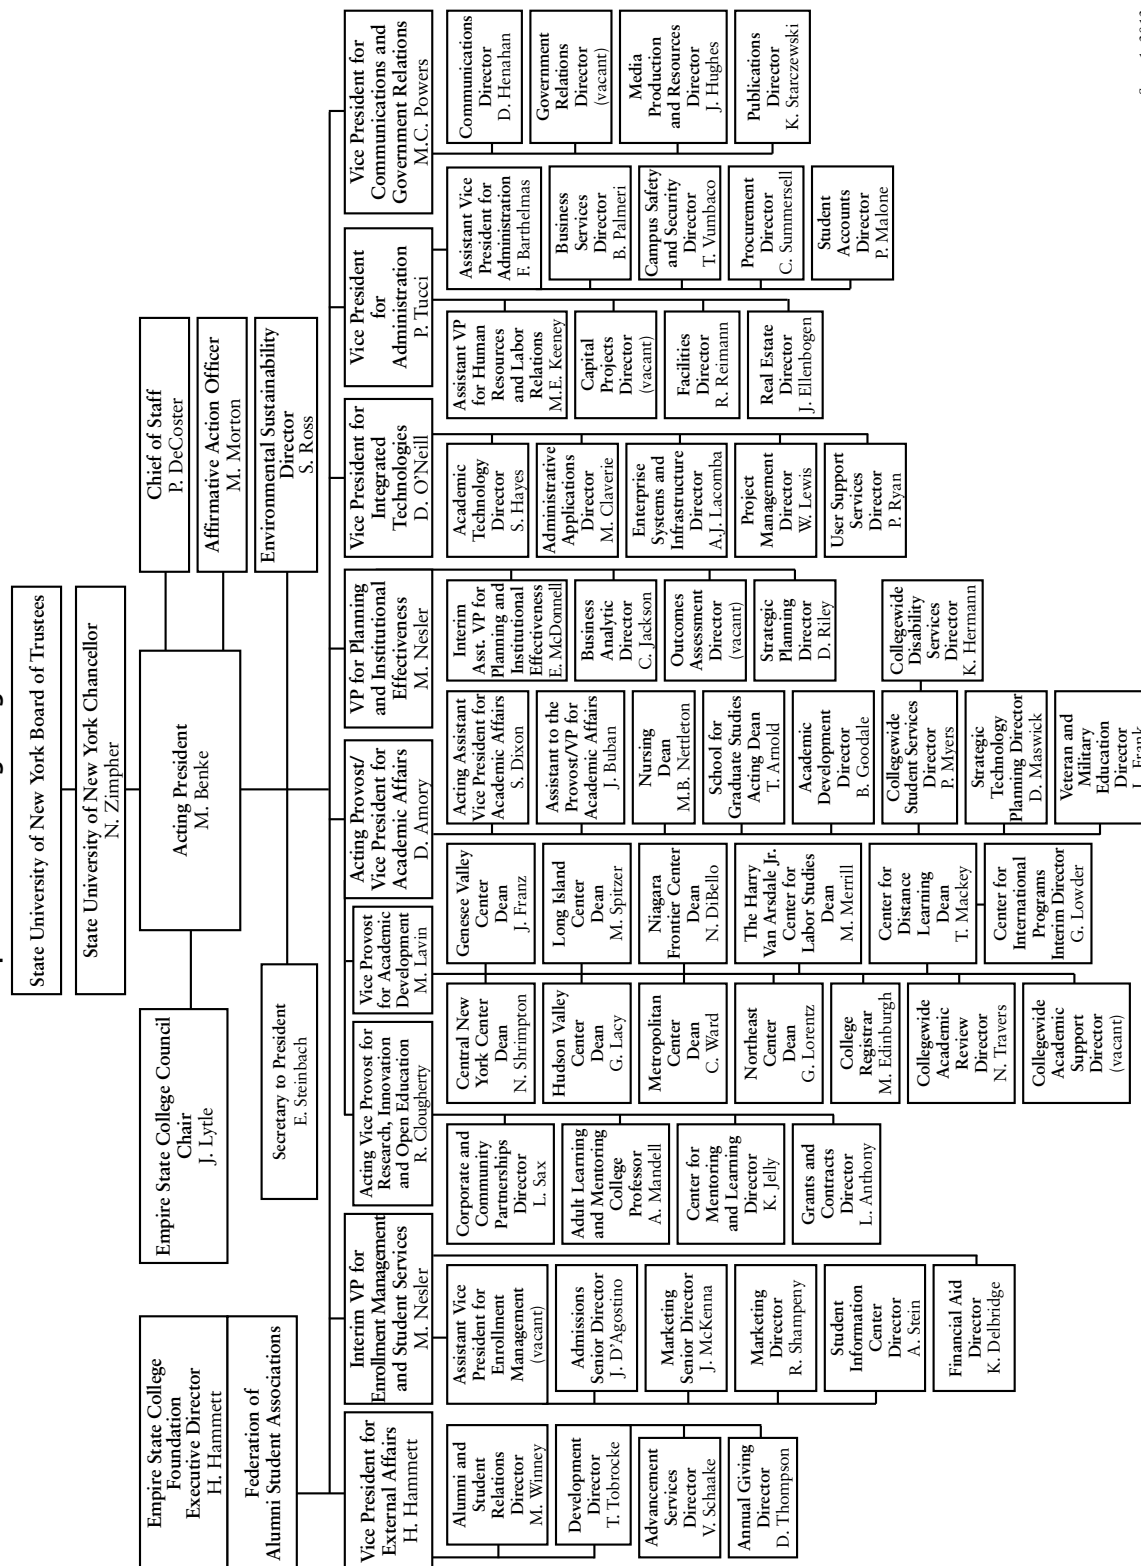 State University of New York Board of Trustees
State University of New York Chancellor
N. Zimpher
Acting President
M. Benke
Empire State College Council
Chair
J. Lytle
Chief of Staff
P. DeCoster
Affirmative Action Officer
M. Morton
Environmental Sustainability
Director
S. Ross
Secretary to President
E. Steinbach
Empire State College
Foundation
Executive Director
H. Hammett
Federation of
Alumni Student Associations
Vice President for
External Affairs
H. Hammett
Alumni and
Student
Relations
Director
M. Winney
Development
Director
T. Tobrocke
Advancement
Services
Director
V. Schaake
Annual Giving
Director
D. Thompson
Interim VP for
Enrollment Management
and Student Services
M. Nesler
Assistant Vice
President for
Enrollment
Management
(vacant)
Admissions
Senior Director
J. D'Agostino
Marketing
Senior Director
J. McKenna
Marketing
Director
R. Shampeny
Student
Information
Center
Director
A. Stein
Financial Aid
Director
K. Delbridge
Acting Vice Provost for
Research, Innovation
and Open Education
R. Clougherty
Corporate and
Community
Partnerships
Director
L. Sax
Adult Learning
and Mentoring
College
Professor
A. Mandell
Center for
Mentoring
and Learning
Director
K. Jelly
Grants and
Contracts
Director
L. Anthony
Vice Provost
for Academic
Development
M. Lavin
Acting Provost/
Vice President for
Academic Affairs
D. Amory
Central New
York Center
Dean
N. Shrimpton
Hudson Valley
Center
Dean
G. Lacy
Metropolitan
Center
Dean
C. Ward
Northeast
Center
Dean
G. Lorentz
College
Registrar
M. Edinburgh
Collegewide
Academic
Review
Director
N. Travers
Collegewide
Academic
Support
Director
(vacant)
Genesee Valley
Center
Dean
J. Franz
Long Island
Center
Dean
M. Spitzer
Niagara
Frontier Center
Dean
N. DiBello
The Harry
Van Arsdale Jr.
Center for
Labor Studies
Dean
M. Merrill
Center for
Distance
Learning
Dean
T. Mackey
Center for
International
Programs
Interim Director
G. Lowder
Acting Assistant
Vice President for
Academic Affairs
S. Dixon
Assistant to the
Provost/VP for
Academic Affairs
J. Buban
Nursing
Dean
M.B. Nettleton
School for
Graduate Studies
Acting Dean
T. Arnold
Academic
Development
Director
B. Goodale
Collegewide
Student Services
Director
P. Myers
Strategic
Technology
Planning Director
D. Maswick
Veteran and
Military
Education
Director
L. Frank
Collegewide
Disability
Services
Director
K. Hermann
VP for Planning
and Institutional
Effectiveness
M. Nesler
Interim
Asst. VP for
Planning and
Institutional
Effectiveness
E. McDonnell
Business
Analytic
Director
C. Jackson
Outcomes
Assessment
Director
(vacant)
Strategic
Planning
Director
D. Riley
Vice President for
Integrated
Technologies
D. O'Neill
Academic
Technology
Director
S. Hayes
Administrative
Applications
Director
M. Claverie
Enterprise
Systems and
Infrastructure
Director
A.J. Lacomba
Project
Management
Director
W. Lewis
User Support
Services
Director
P. Ryan
Vice President
for
Administration
P. Tucci
Assistant VP
for Human
Resources
and Labor
Relations
M.E. Keeney
Capital
Projects
Director
(vacant)
Facilities
Director
R. Reimann
Real Estate
Director
J. Ellenbogen
Assistant Vice
President for
Administration
F. Barthelmas
Business
Services
Director
B. Palmeri
Campus Safety
and Security
Director
T. Vumbaco
Procurement
Director
C. Summersell
Student
Accounts
Director
P. Malone
Vice President for
Communications and
Government Relations
M.C. Powers
Communications
Director
D. Henahan
Government
Relations
Director
(vacant)
Media
Production
and Resources
Director
J. Hughes
Publications
Director
K. Starczewski